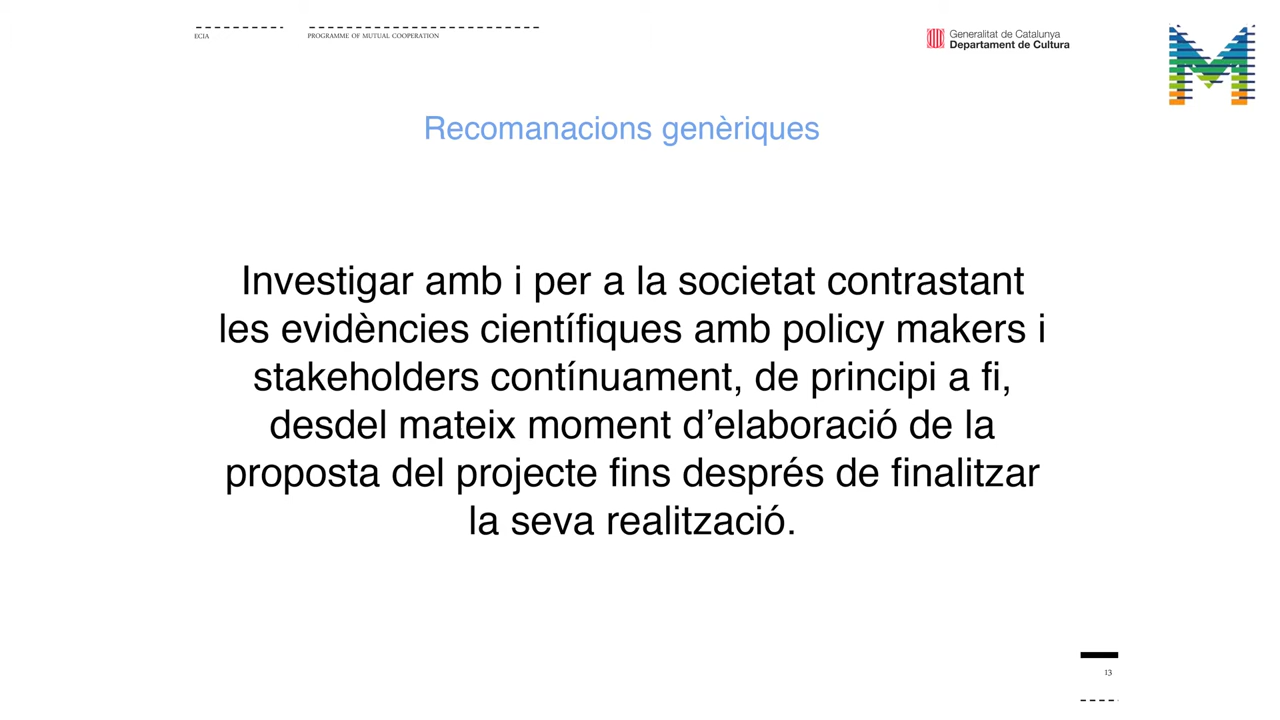 ECIA
PROGRAMME OF MUTUAL COOPERATION
Generalitat de Catalunya
Departament de Cultura
Recomanacions genèriques
Investigar amb i per a la societat contrastant
les evidències científiques amb policy makers i
stakeholders contínuament, de principi a fi,
desdel mateix moment d’elaboració de la
proposta del projecte fins després de finalitzar
la seva realització.
13